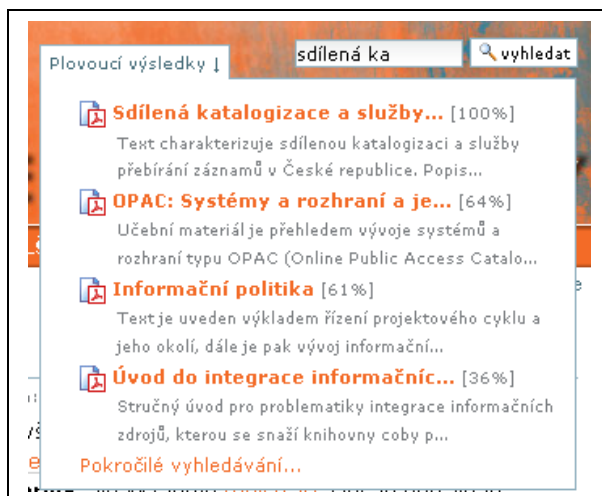 Plovoucí výsledky ↓
sdílená ka
vyhledat
Sdílená katalogizace a služby... [100%]
Text charakterizuje sdílenou katalogizaci a služby
přebírání záznamů v České republice. Popis...
OPAC: Systémy a rozhraní a je... [64%]
Učební materiál je přehledem vývoje systémů a
rozhraní typu OPAC (Online Public Access Catalo...
Informační politika [61%]
Text je uveden výkladem řízení projektového cyklu a
jeho okolí, dále je pak vývoj informační...
Úvod do integrace informačníc... [36%]
Stručný úvod pro problematiky integrace informačních
zdrojů, kterou se snaží knihovny coby p...
Pokročilé vyhledávání...